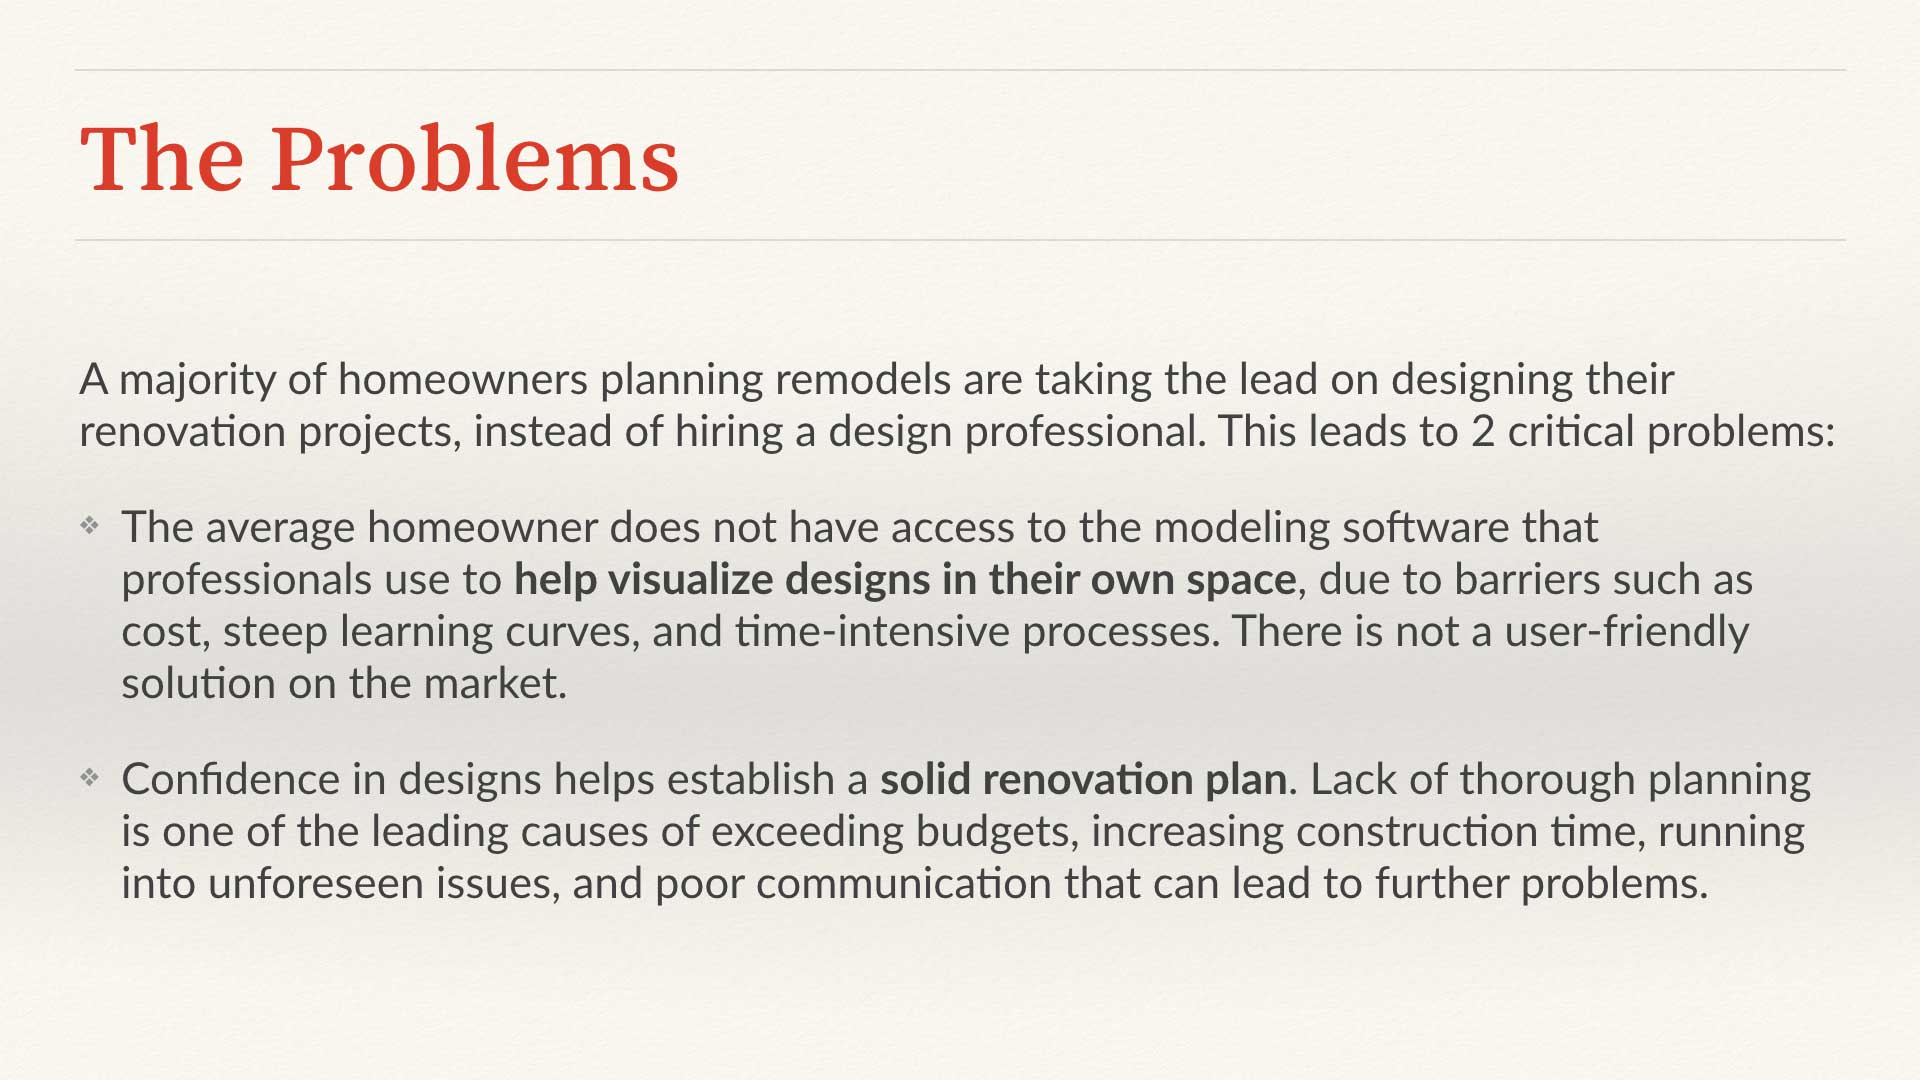 The Problems
A majority of homeowners planning remodels are taking the lead on designing their
renovation projects, instead of hiring a design professional. This leads to 2 critical problems:
❖ The average homeowner does not have access to the modeling software that
professionals use to help visualize designs in their own space, due to barriers such as
cost, steep learning curves, and time-intensive processes. There is not a user-friendly
solution on the market.
❖ Confidence in designs helps establish a solid renovation plan. Lack of thorough planning
is one of the leading causes of exceeding budgets, increasing construction time, running
into unforeseen issues, and poor communication that can lead to further problems.